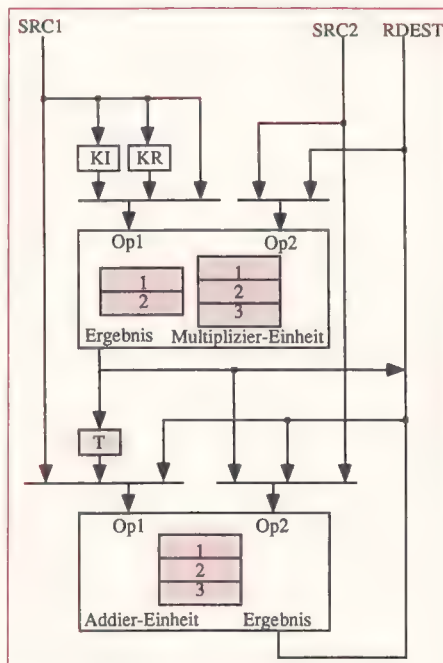 SRC1 SRC2 RDEST
KI KR
Op1 Op2
1 1
2 2
3
Ergebnis Multiplizier-Einheit
T
Op1 Op2
1
2
3
Addier-Einheit Ergebnis